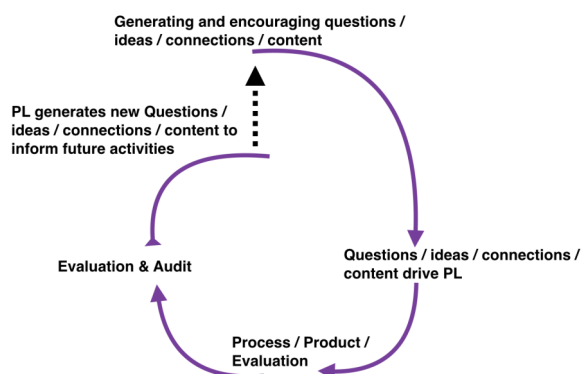 Generating and encouraging questions /
ideas / connections / content
PL generates new Questions /
ideas / connections / content to
inform future activities
Evaluation & Audit
Questions / ideas / connections /
content drive PL
Process / Product /
Evaluation